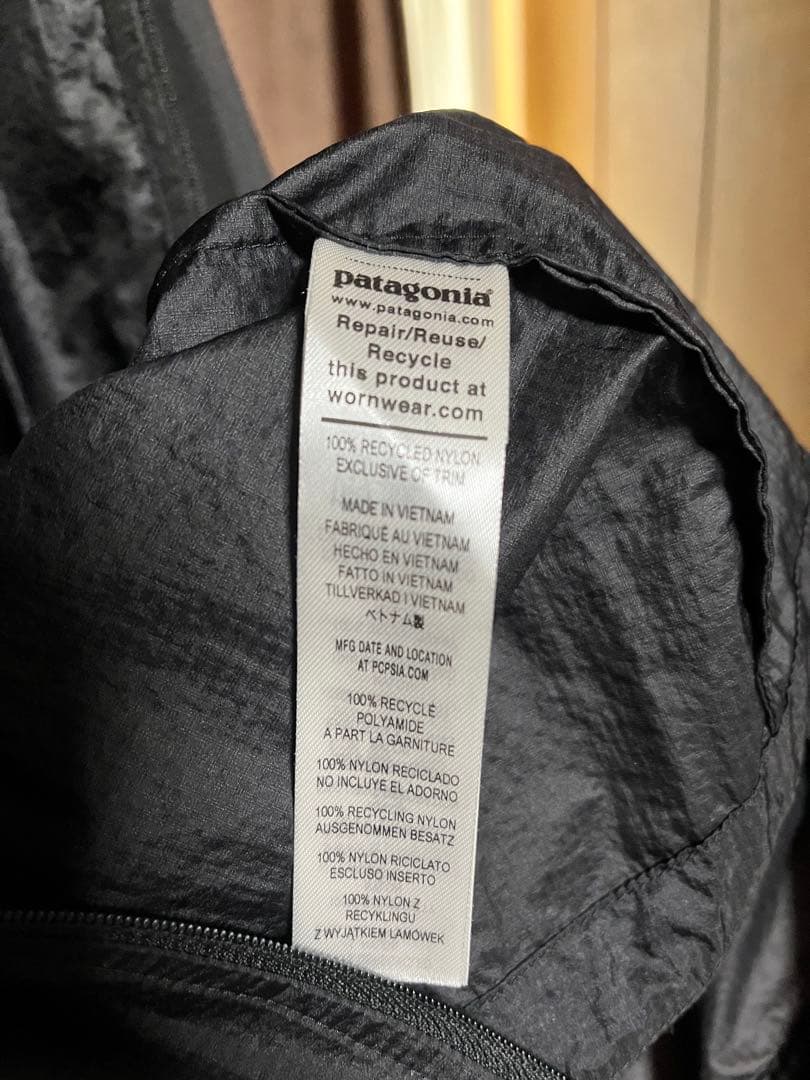 patagonia®
www.patagonia.com
Repair/Reuse/
Recycle
this product at
wornwear.com
100% RECYCLED NYLON
EXCLUSIVE OF TRIM
MADE IN VIETNAM
FABRIQUÉ AU VIETNAM
HECHO EN VIETNAM
FATTO IN VIETNAM
TILLVERKAD I VIETNAM
ベトナム製
MFG DATE AND LOCATION
AT PCPSIA.COM
100% RECYCLÉ
POLYAMIDE
A PART LA GARNITURE
100% NYLON RECICLADO
NO INCLUYE EL ADORNO
100% RECYCLING NYLON
AUSGENOMMEN BESATZ
100% NYLON RICICLATO
ESCLUSO INSERTO
100% NYLON Z
RECYKLINGU
Z WYJĄTKIEM LAMÓWEK